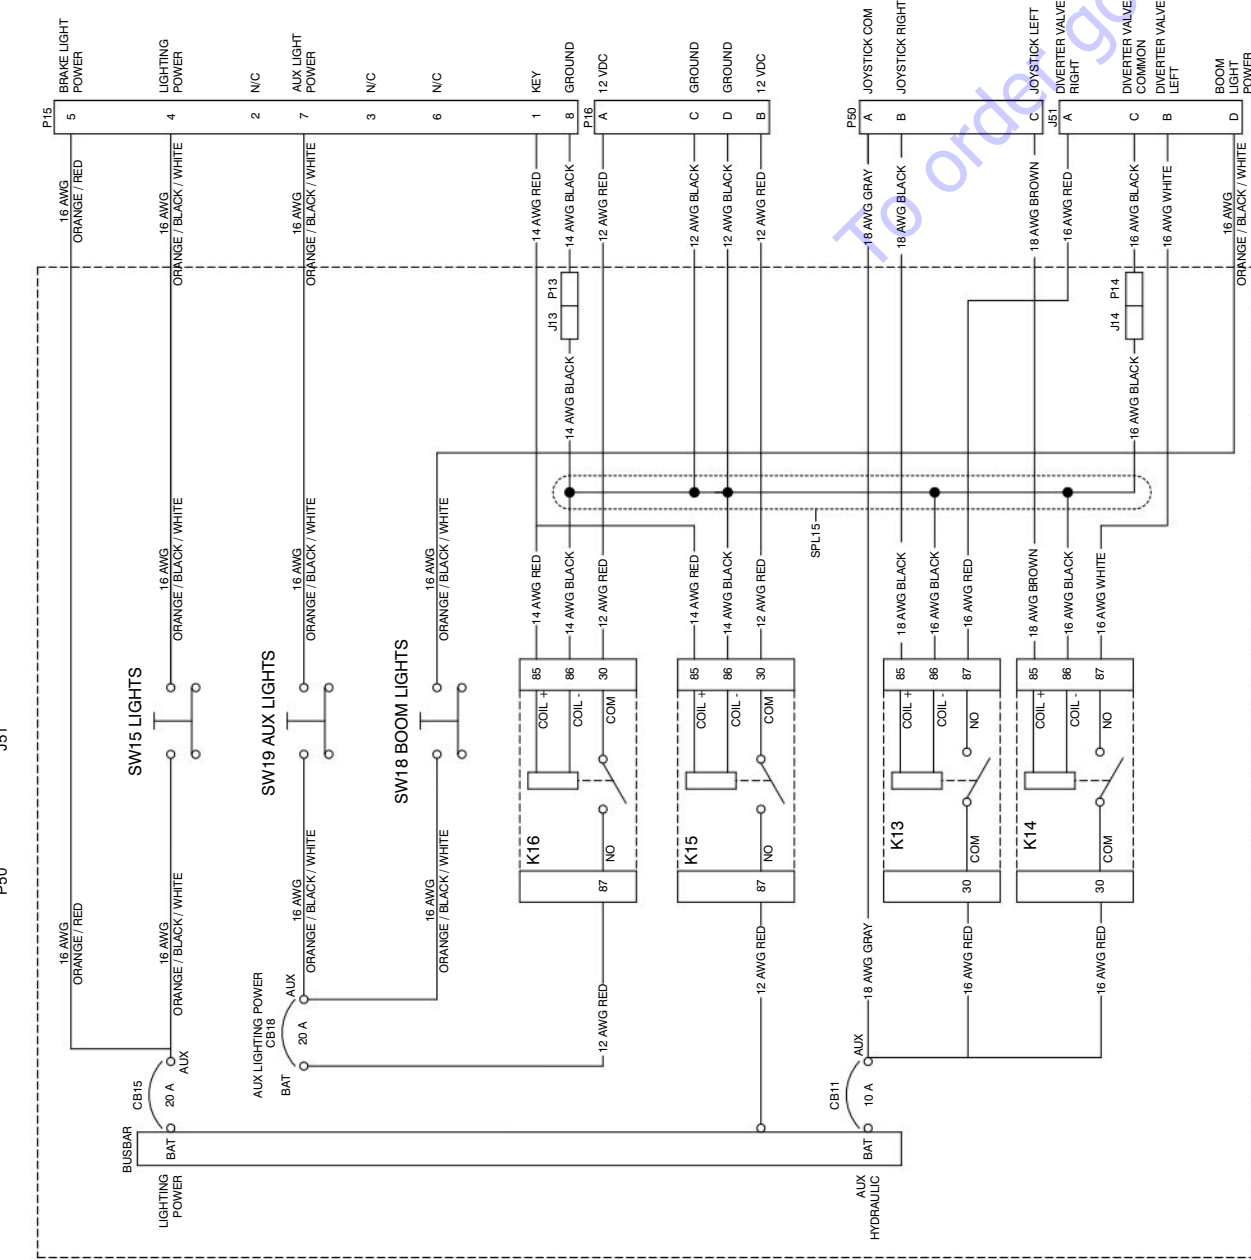 BRAKE LIGHT
POWER
LIGHTING
POWER
N/C
AUX LIGHT
POWER
N/C
N/C
KEY
GROUND
12 VDC
GROUND
GROUND
12 VDC
JOYSTICK COM
JOYSTICK RIGHT
JOYSTICK LEFT
DIVERTER VALVE
RIGHT
DIVERTER VALVE
COMMON
DIVERTER VALVE
LEFT
BOOM
LIGHT
POWER
P15
5
4
2
7
3
6
1
8
P16
A
C
D
B
P50
A
B
C
J51
A
C
B
D
16 AWG
ORANGE / RED
16 AWG
ORANGE / BLACK / WHITE
16 AWG
ORANGE / BLACK / WHITE
14 AWG RED
14 AWG BLACK
12 AWG RED
12 AWG BLACK
12 AWG BLACK
12 AWG RED
18 AWG GRAY
18 AWG BLACK
18 AWG BROWN
16 AWG RED
16 AWG BLACK
16 AWG WHITE
16 AWG
ORANGE / BLACK / WHITE
To order go
J13
P13
J14
P14
14 AWG BLACK
16 AWG BLACK
SPL15
16 AWG
ORANGE / BLACK / WHITE
16 AWG
ORANGE / BLACK / WHITE
16 AWG
ORANGE / BLACK / WHITE
14 AWG RED
14 AWG BLACK
12 AWG RED
14 AWG RED
14 AWG BLACK
12 AWG RED
18 AWG BLACK
16 AWG BLACK
16 AWG RED
18 AWG BROWN
16 AWG BLACK
16 AWG WHITE
J51
P50
SW15 LIGHTS
SW19 AUX LIGHTS
SW18 BOOM LIGHTS
85
86
30
COIL +
COIL -
COM
K16
NO
87
85
86
30
COIL +
COIL -
COM
K15
NO
87
85
86
87
COIL +
COIL -
NO
K13
COM
30
85
86
87
COIL +
COIL -
NO
K14
COM
30
16 AWG
ORANGE / RED
16 AWG
ORANGE / BLACK / WHITE
16 AWG
ORANGE / BLACK / WHITE
16 AWG
ORANGE / BLACK / WHITE
12 AWG RED
12 AWG RED
18 AWG GRAY
16 AWG RED
16 AWG RED
AUX LIGHTING POWER
CB18
AUX
20 A
BAT
CB15
AUX
20 A
BAT
BUSBAR
LIGHTING
POWER
CB11
AUX
10 A
BAT
AUX
HYDRAULIC